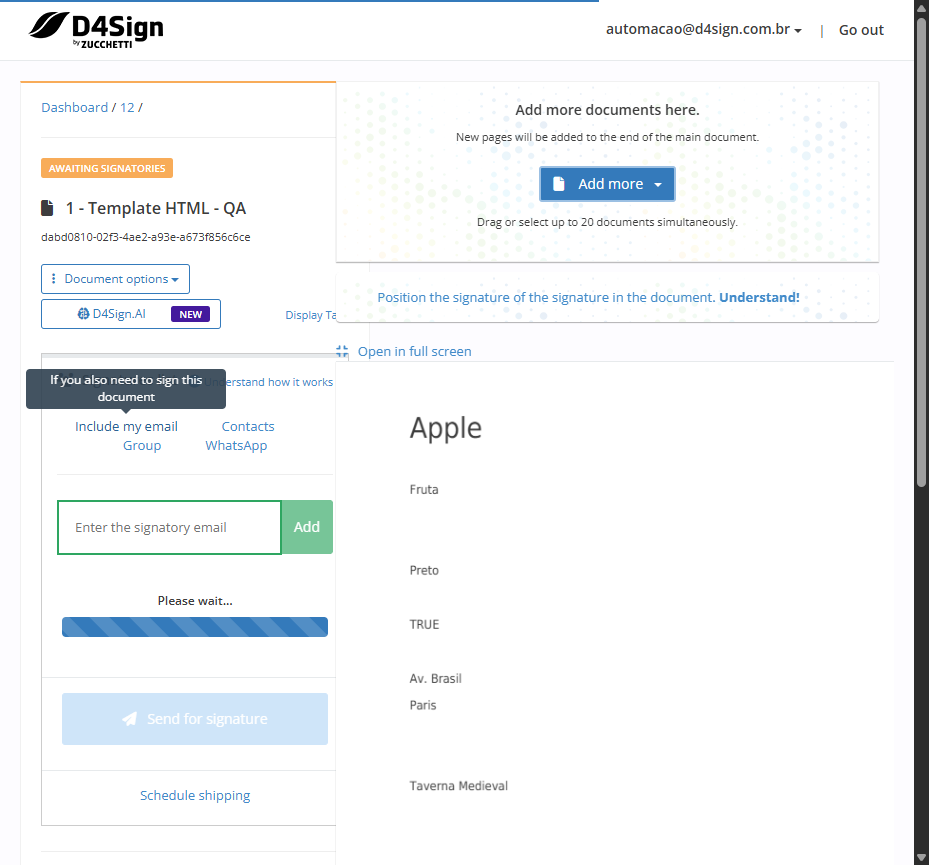 D4Sign
by ZUCCHETTI
automacao@d4sign.com.br
|
Go out
Dashboard / 12 /
AWAITING SIGNATORIES
1 - Template HTML - QA
dabd0810-02f3-4ae2-a93e-a673f856c6ce
Document options
D4Sign.AI NEW
Display Ta
Understand how it works
If you also need to sign this
document
Include my email
Contacts
Group
WhatsApp
Enter the signatory email
Add
Please wait...
Send for signature
Schedule shipping
Add more documents here.
New pages will be added to the end of the main document.
Add more
Drag or select up to 20 documents simultaneously.
Position the signature of the signature in the document. Understand!
Open in full screen
Apple
Fruta
Preto
TRUE
Av. Brasil
Paris
Taverna Medieval